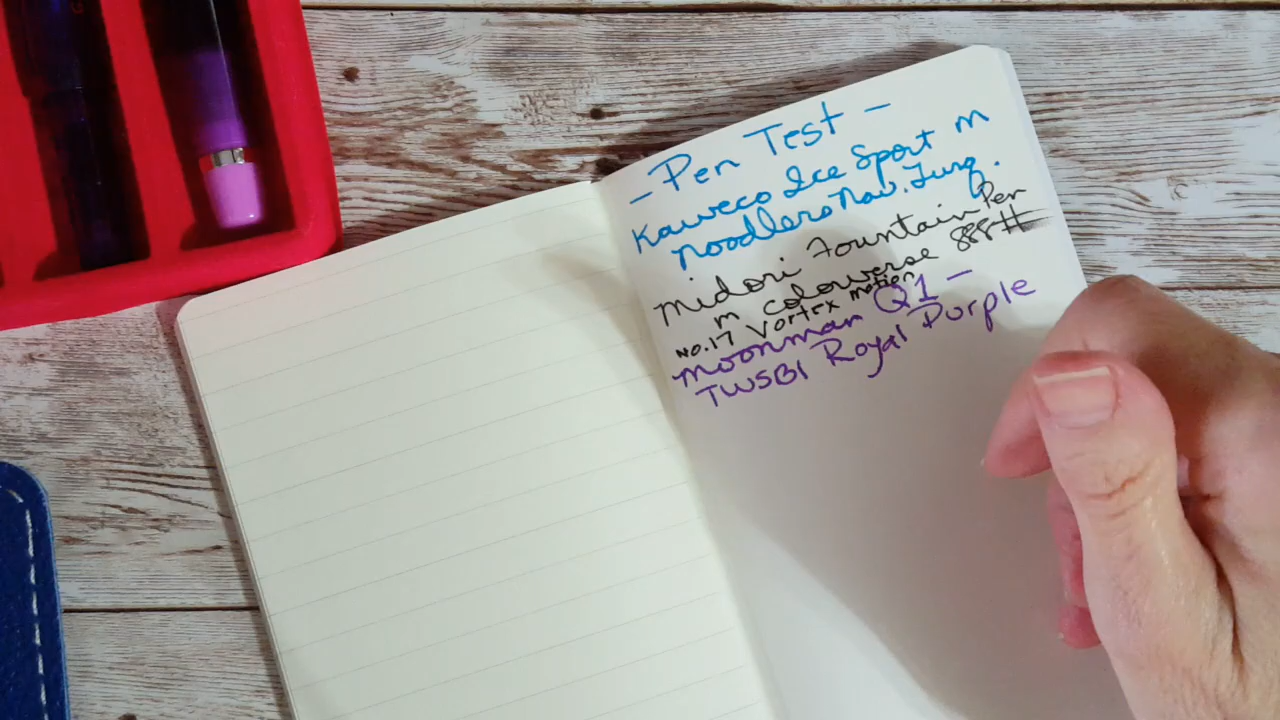 - Pen Test -
Kaweco Ice Sport M
Noodlers Nav. Turq.
Midori Fountain Pen
M Colorverse 888 #
No.17 Vortex motion
Moonman Q1 -
TWSBI Royal Purple